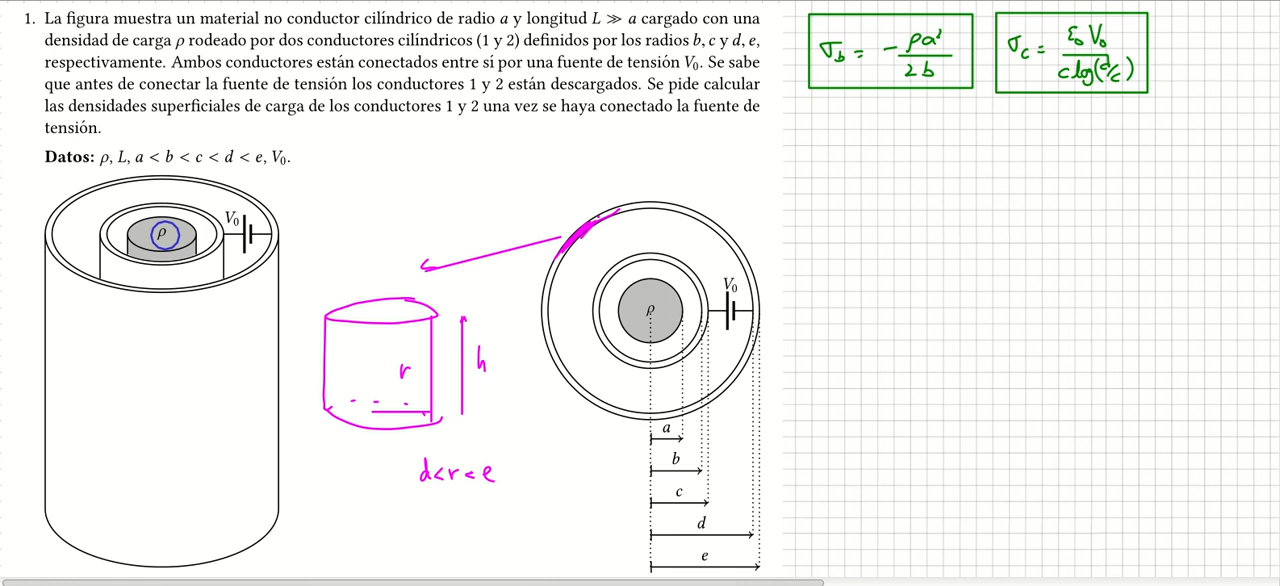 1. La figura muestra un material no conductor cilíndrico de radio a y longitud L ≫ a cargado con una
densidad de carga ρ rodeado por dos conductores cilíndricos (1 y 2) definidos por los radios b, c y d, e,
respectivamente. Ambos conductores están conectados entre sí por una fuente de tensión V₀. Se sabe
que antes de conectar la fuente de tensión los conductores 1 y 2 están descargados. Se pide calcular
las densidades superficiales de carga de los conductores 1 y 2 una vez se haya conectado la fuente de
tensión.
Datos: ρ, L, a < b < c < d < e, V₀.
σb = - ρa² / 2b
σc = ε₀ V₀ / c log(d/c)
ρ
V₀
r
h
d<r<e
ρ
V₀
a
b
c
d
e